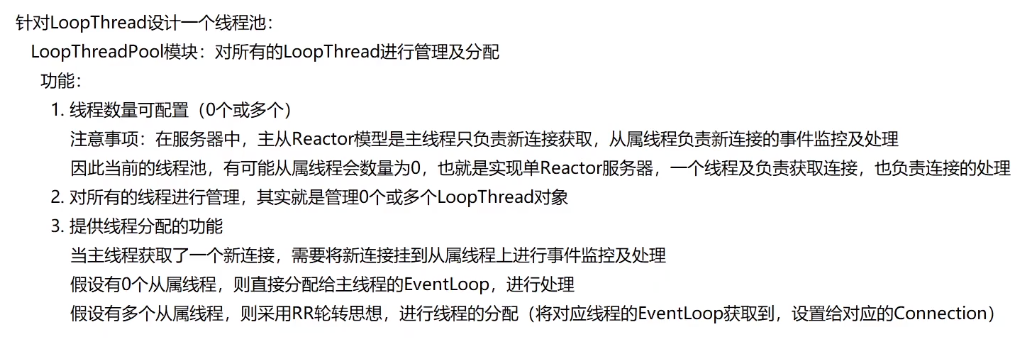 针对LoopThread设计一个线程池：
LoopThreadPool模块：对所有的LoopThread进行管理及分配
功能：
1. 线程数量可配置（0个或多个）
注意事项：在服务器中，主从Reactor模型是主线程只负责新连接获取，从属线程负责新连接的事件监控及处理
因此当前的线程池，有可能从属线程会数量为0，也就是实现单Reactor服务器，一个线程及负责获取连接，也负责连接的处理
2. 对所有的线程进行管理，其实就是管理0个或多个LoopThread对象
3. 提供线程分配的功能
当主线程获取了一个新连接，需要将新连接挂到从属线程上进行事件监控及处理
假设有0个从属线程，则直接分配给主线程的EventLoop，进行处理
假设有多个从属线程，则采用RR轮转思想，进行线程的分配（将对应线程的EventLoop获取到，设置给对应的Connection）